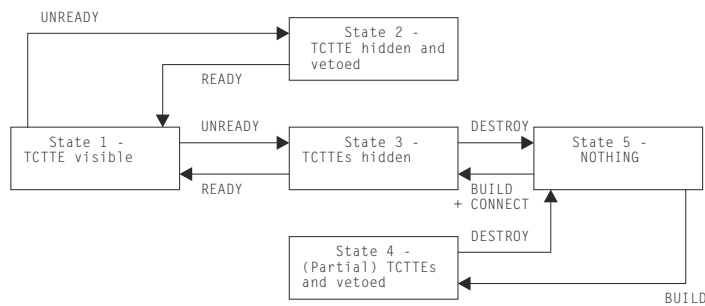 UNREADY
State 2 -
TCTTE hidden and
vetoed
READY
State 1 -
TCTTE visible
UNREADY
READY
State 3 -
TCTTEs hidden
DESTROY
BUILD
+ CONNECT
State 5 -
NOTHING
State 4 -
(Partial) TCTTEs
and vetoed
DESTROY
BUILD